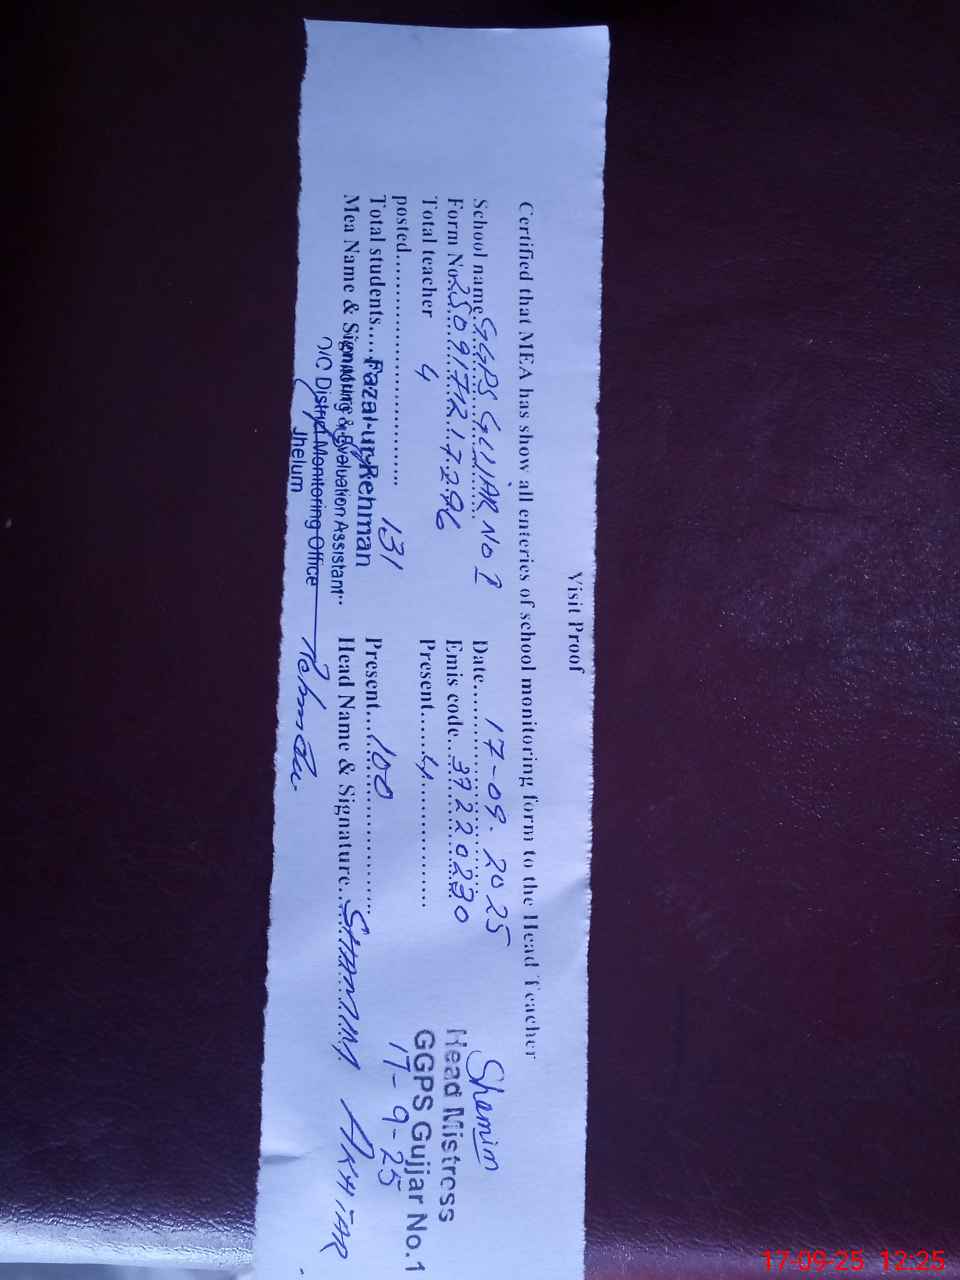 Visit Proof
Certified that MEA has show all enteries of school monitoring form to the Head Teacher
School name GGPS GUJJAR No 1 Date 17-09-2025
Form No. Emis code 37220230
Total teacher 4 Present 4
posted
Total students 131 Present 100
Mea Name & Signature Head Name & Signature SHAMIM AKHTAR
Fazal-ur-Rehman
Monitoring & Evaluation Assistant
O/C District Monitoring Office
Jhelum
Rehman
Shamim
Head Mistress
GGPS Gujjar No.1
17-9-25
17-09-25 12:25